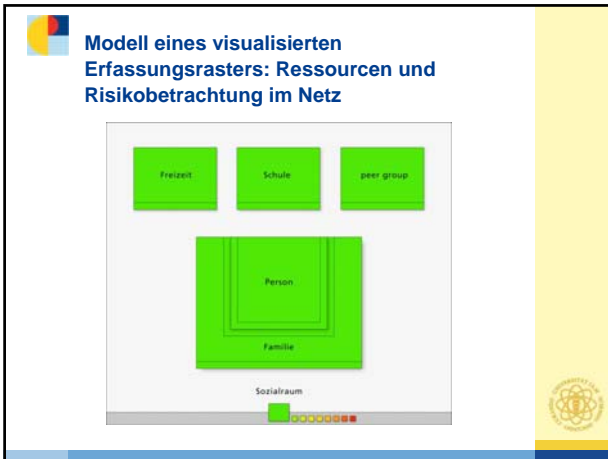 Modell eines visualisierten
Erfassungsrasters: Ressourcen und
Risikobetrachtung im Netz
Freizeit
Schule
peer group
Person
Familie
Sozialraum